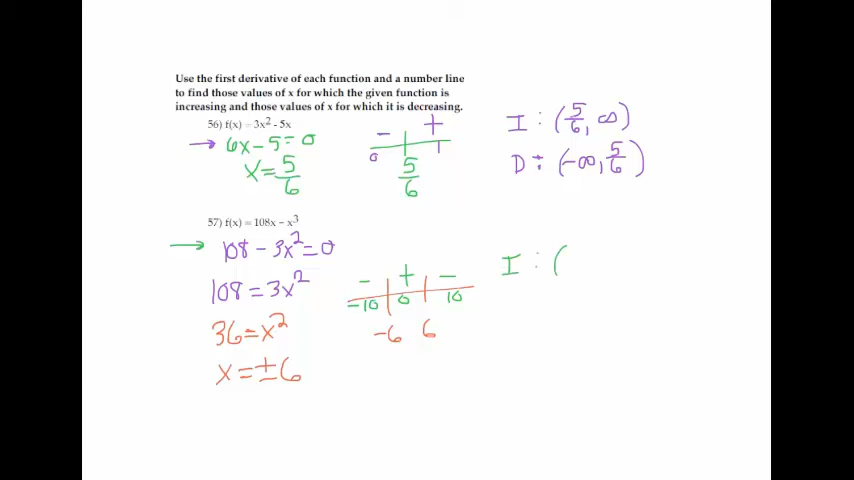 Use the first derivative of each function and a number line
to find those values of x for which the given function is
increasing and those values of x for which it is decreasing.
56) f(x) = 3x² - 5x
→ 6x - 5 = 0
x = 5/6
- +
0 1
5/6
I : (5/6, ∞)
D : (-∞, 5/6)
57) f(x) = 108x - x³
→ 108 - 3x² = 0
108 = 3x²
36 = x²
x = ±6
- + -
-10 0 10
-6 6
I : (